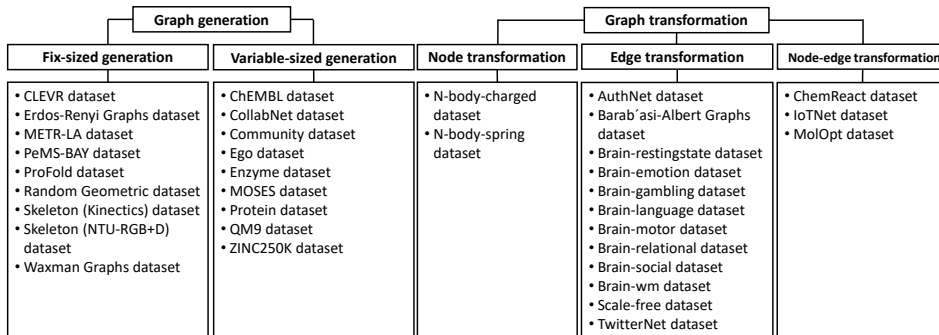 Graph generation
Graph transformation
Fix-sized generation
Variable-sized generation
Node transformation
Edge transformation
Node-edge transformation
• CLEVR dataset
• Erdos-Renyi Graphs dataset
• METR-LA dataset
• PeMS-BAY dataset
• ProFold dataset
• Random Geometric dataset
• Skeleton (Kinectics) dataset
• Skeleton (NTU-RGB+D)
dataset
• Waxman Graphs dataset
• ChEMBL dataset
• CollabNet dataset
• Community dataset
• Ego dataset
• Enzyme dataset
• MOSES dataset
• Protein dataset
• QM9 dataset
• ZINC250K dataset
• N-body-charged
dataset
• N-body-spring
dataset
• AuthNet dataset
• Barab´asi-Albert Graphs
dataset
• Brain-restingstate dataset
• Brain-emotion dataset
• Brain-gambling dataset
• Brain-language dataset
• Brain-motor dataset
• Brain-relational dataset
• Brain-social dataset
• Brain-wm dataset
• Scale-free dataset
• TwitterNet dataset
• ChemReact dataset
• IoTNet dataset
• MolOpt dataset